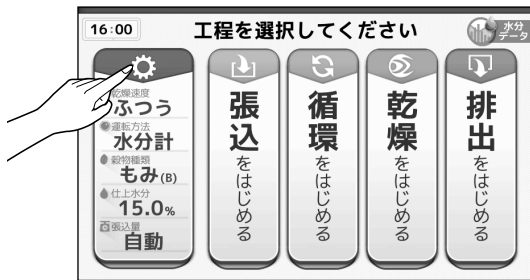 16:00
工程を選択してください
水分
データ
乾燥速度
ふつう
運転方法
水分計
穀物種類
もみ(B)
仕上水分
15.0%
張込量
自動
張込をはじめる
循環をはじめる
乾燥をはじめる
排出をはじめる